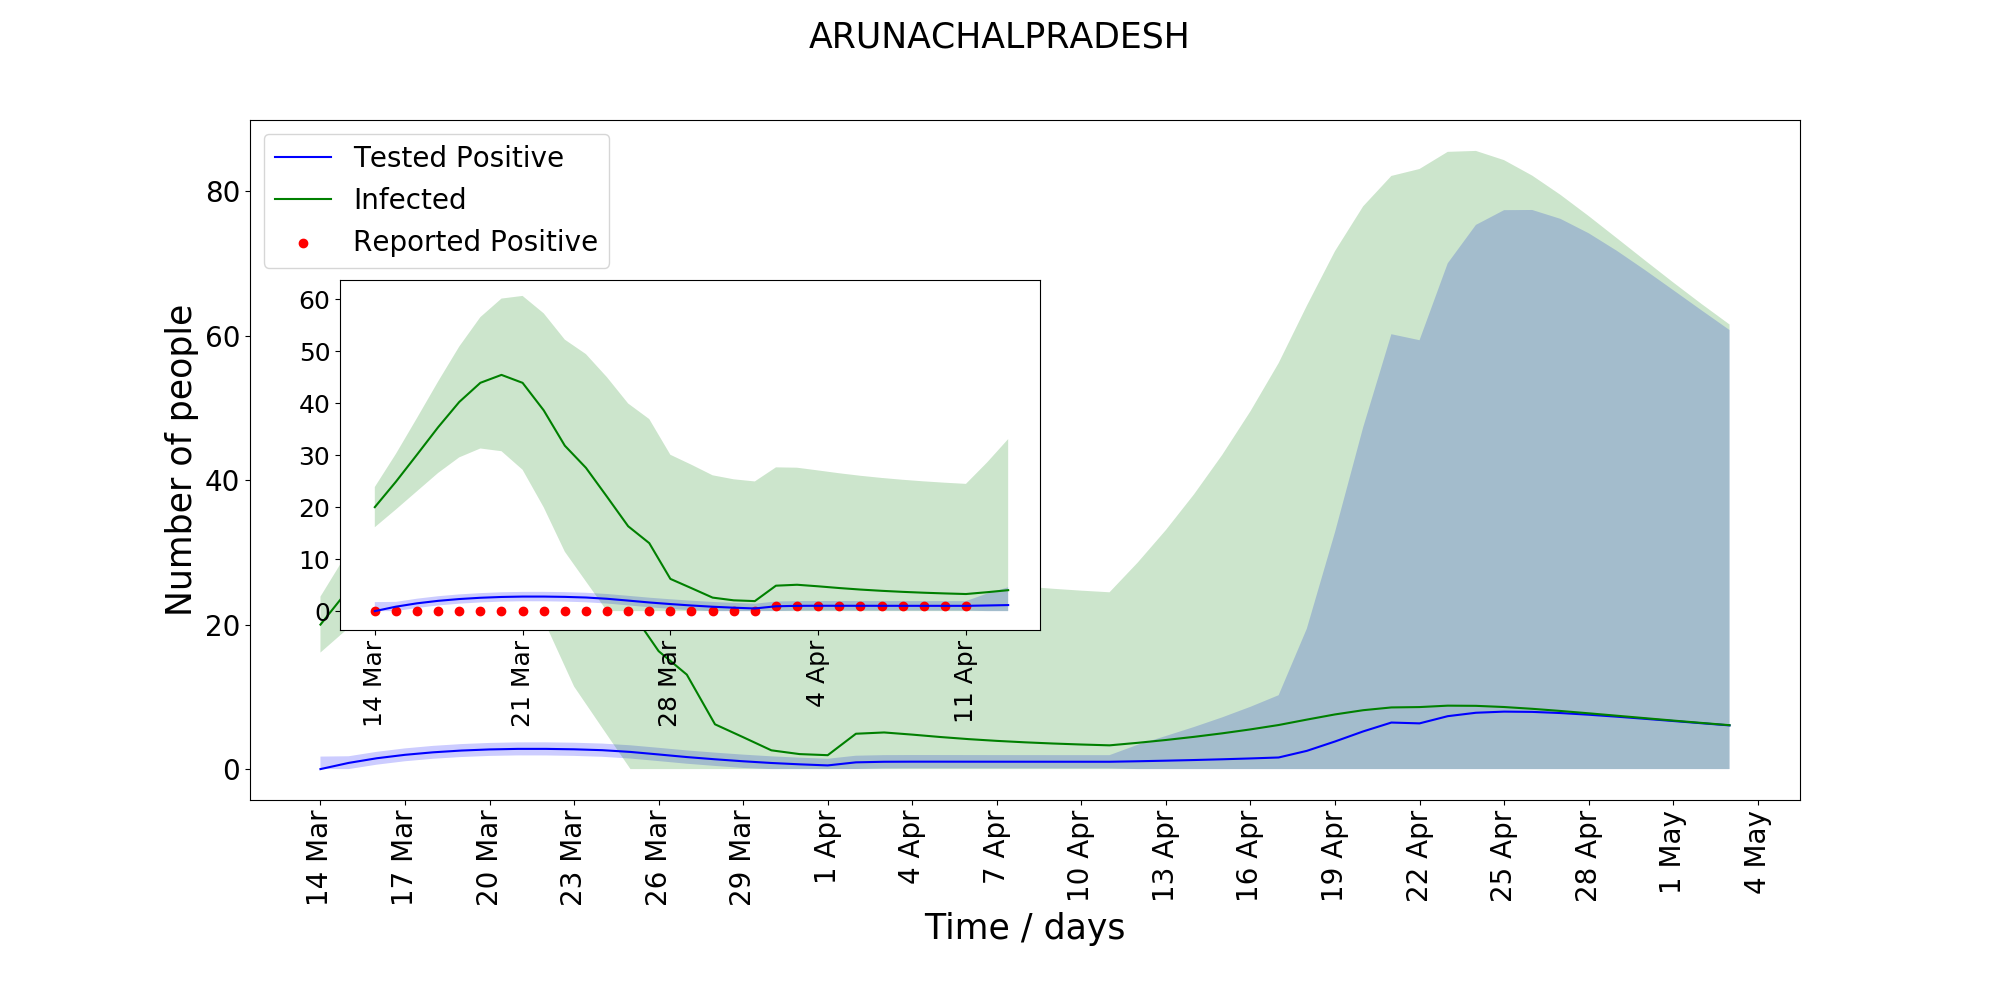 ARUNACHALPRADESH
Tested Positive
Infected
Reported Positive
Number of people
80
60
40
20
0
60
50
40
30
20
10
0
14 Mar
21 Mar
28 Mar
4 Apr
11 Apr
14 Mar
17 Mar
20 Mar
23 Mar
26 Mar
29 Mar
1 Apr
4 Apr
7 Apr
10 Apr
13 Apr
16 Apr
19 Apr
22 Apr
25 Apr
28 Apr
1 May
4 May
Time / days